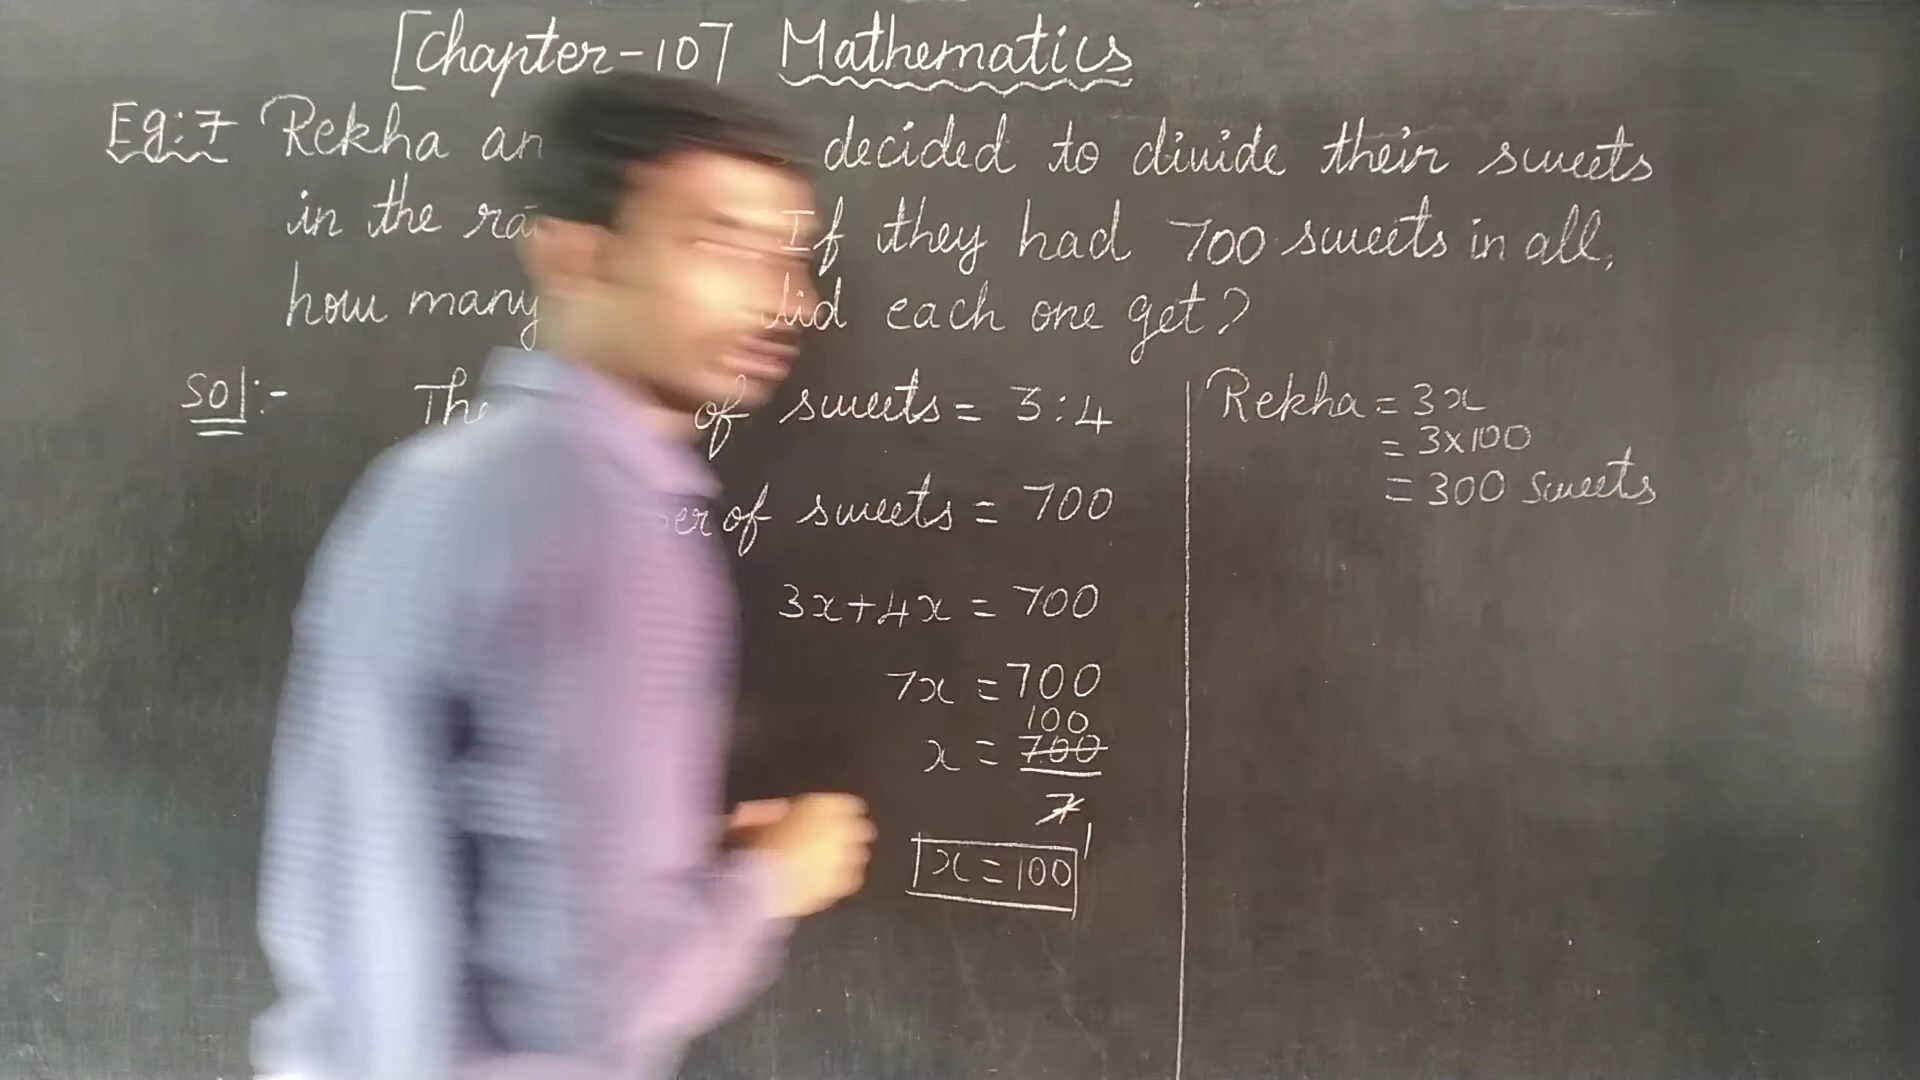 [Chapter-10] Mathematics
Eg:7 Rekha an decided to divide their sweets
in the If they had 700 sweets in all,
how many did each one get?
Sol:- of sweets = 3:4
of sweets = 700
3x+4x = 700
7x = 700
100
x = 700
7
1
x = 100
Rekha = 3x
= 3x100
= 300 Sweets